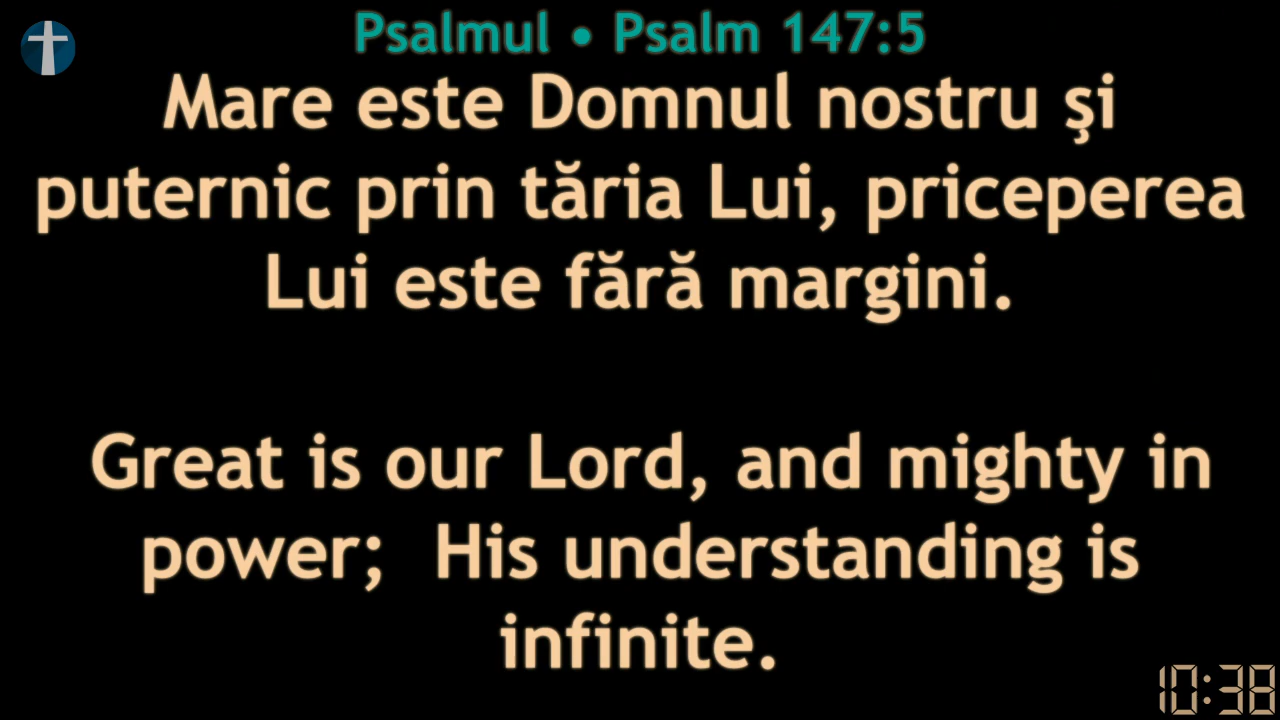 Psalmul • Psalm 147:5
Mare este Domnul nostru şi
puternic prin tăria Lui, priceperea
Lui este fără margini.
Great is our Lord, and mighty in
power;  His understanding is
infinite.
10:38